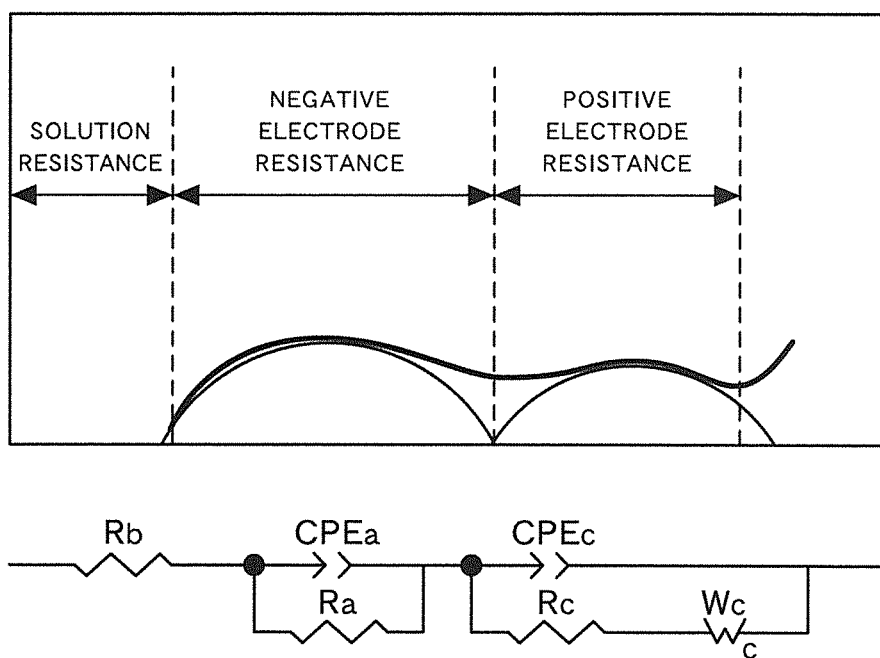 SOLUTION
RESISTANCE
NEGATIVE
ELECTRODE
RESISTANCE
POSITIVE
ELECTRODE
RESISTANCE
Rb
CPEa
Ra
CPEc
Rc
Wc
c